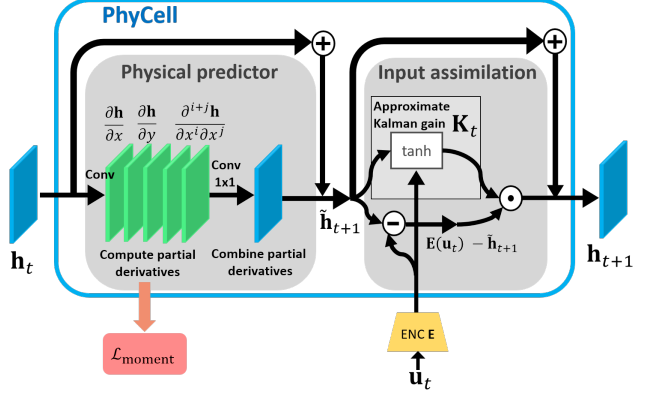 PhyCell
Physical predictor
Input assimilation
∂h/∂x ∂h/∂y ∂^{i+j}h/∂x^i∂x^j
Approximate
Kalman gain K_t
tanh
Conv
Conv
1x1
h_t
h̃_{t+1}
E(u_t) − h̃_{t+1}
h_{t+1}
Compute partial
derivatives
Combine partial
derivatives
ℒ_moment
ENC E
u_t